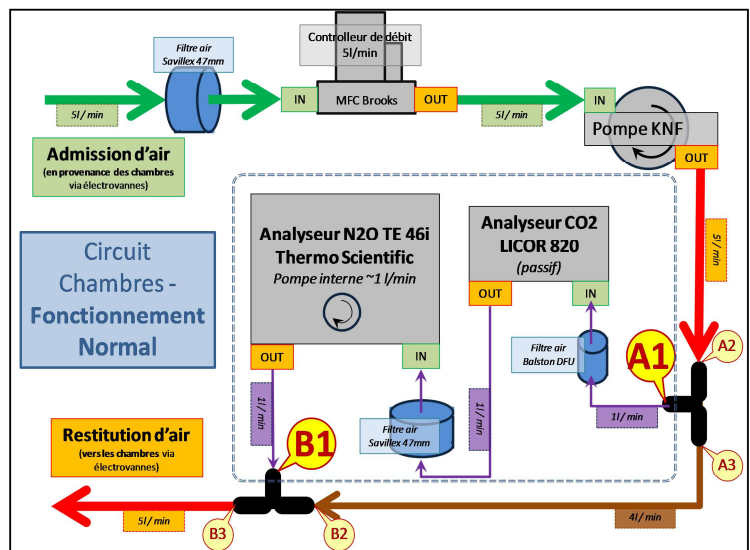 Controlleur de débit
5l/min
Filtre air
Savillex 47mm
IN
MFC Brooks
OUT
IN
Pompe KNF
OUT
5l/ min
5l/ min
Admission d'air
(en provenance des chambres
via électrovannes)
Circuit
Chambres -
Fonctionnement
Normal
Analyseur N2O TE 46i
Thermo Scientific
Pompe interne ~1 l/min
OUT
IN
Analyseur CO2
LICOR 820
(passif)
OUT
IN
5l/ min
Filtre air
Balston DFU
A1
A2
A3
1l/ min
1l/ min
1l/ min
Filtre air
Savillex 47mm
B1
Restitution d'air
(vers les chambres via
électrovannes)
5l/ min
B3
B2
4l/ min